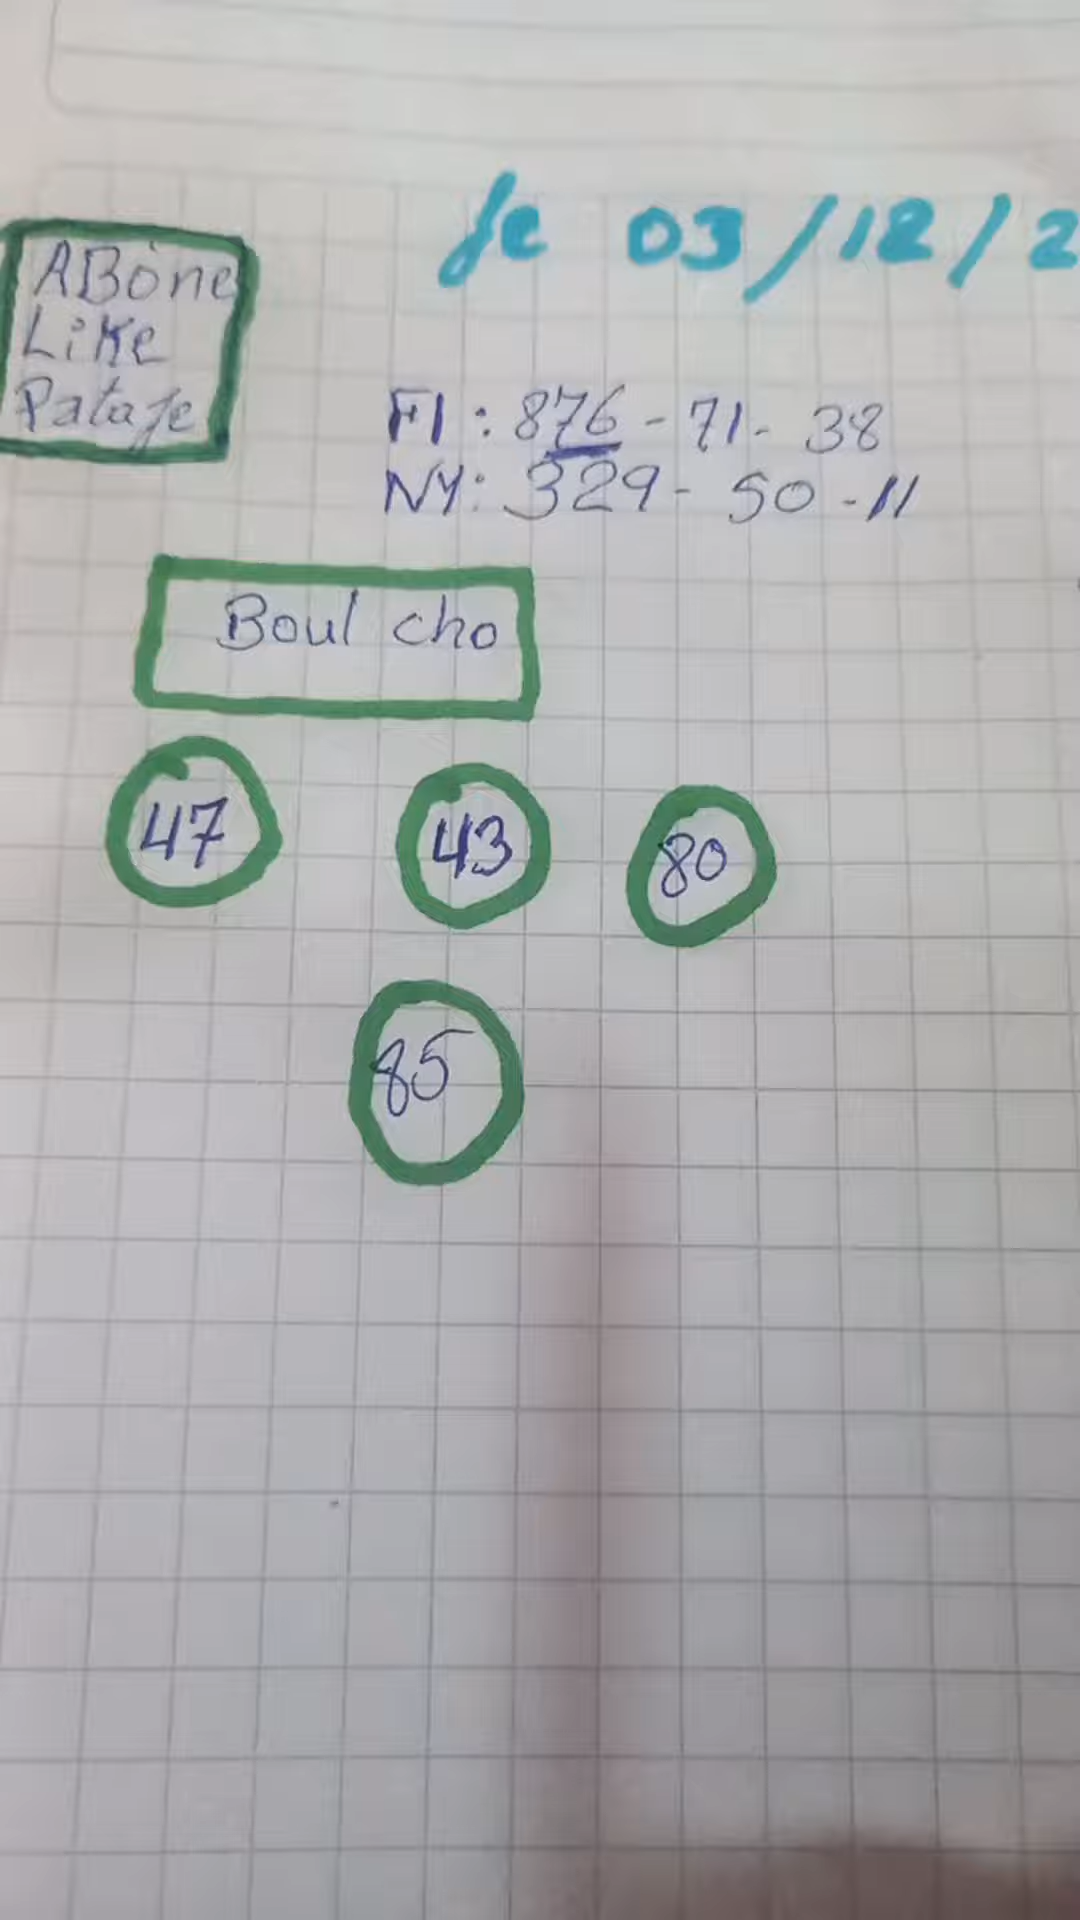 le 03/12/2
ABòne
Like
Pataje
Fl : 876 - 71 - 38
NY : 329 - 50 - 11
Boul cho
47 43 80
85